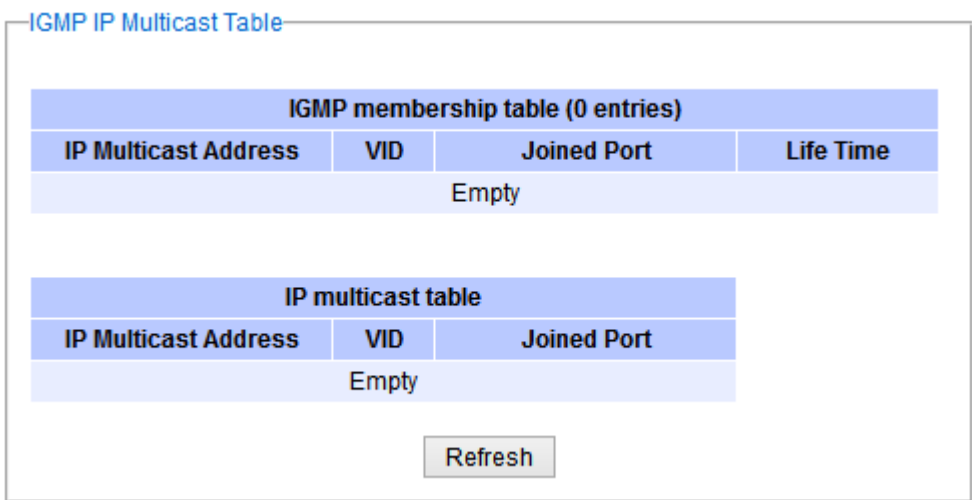 IGMP IP Multicast Table
IGMP membership table (0 entries)
IP Multicast Address VID Joined Port Life Time
Empty
IP multicast table
IP Multicast Address VID Joined Port
Empty
Refresh